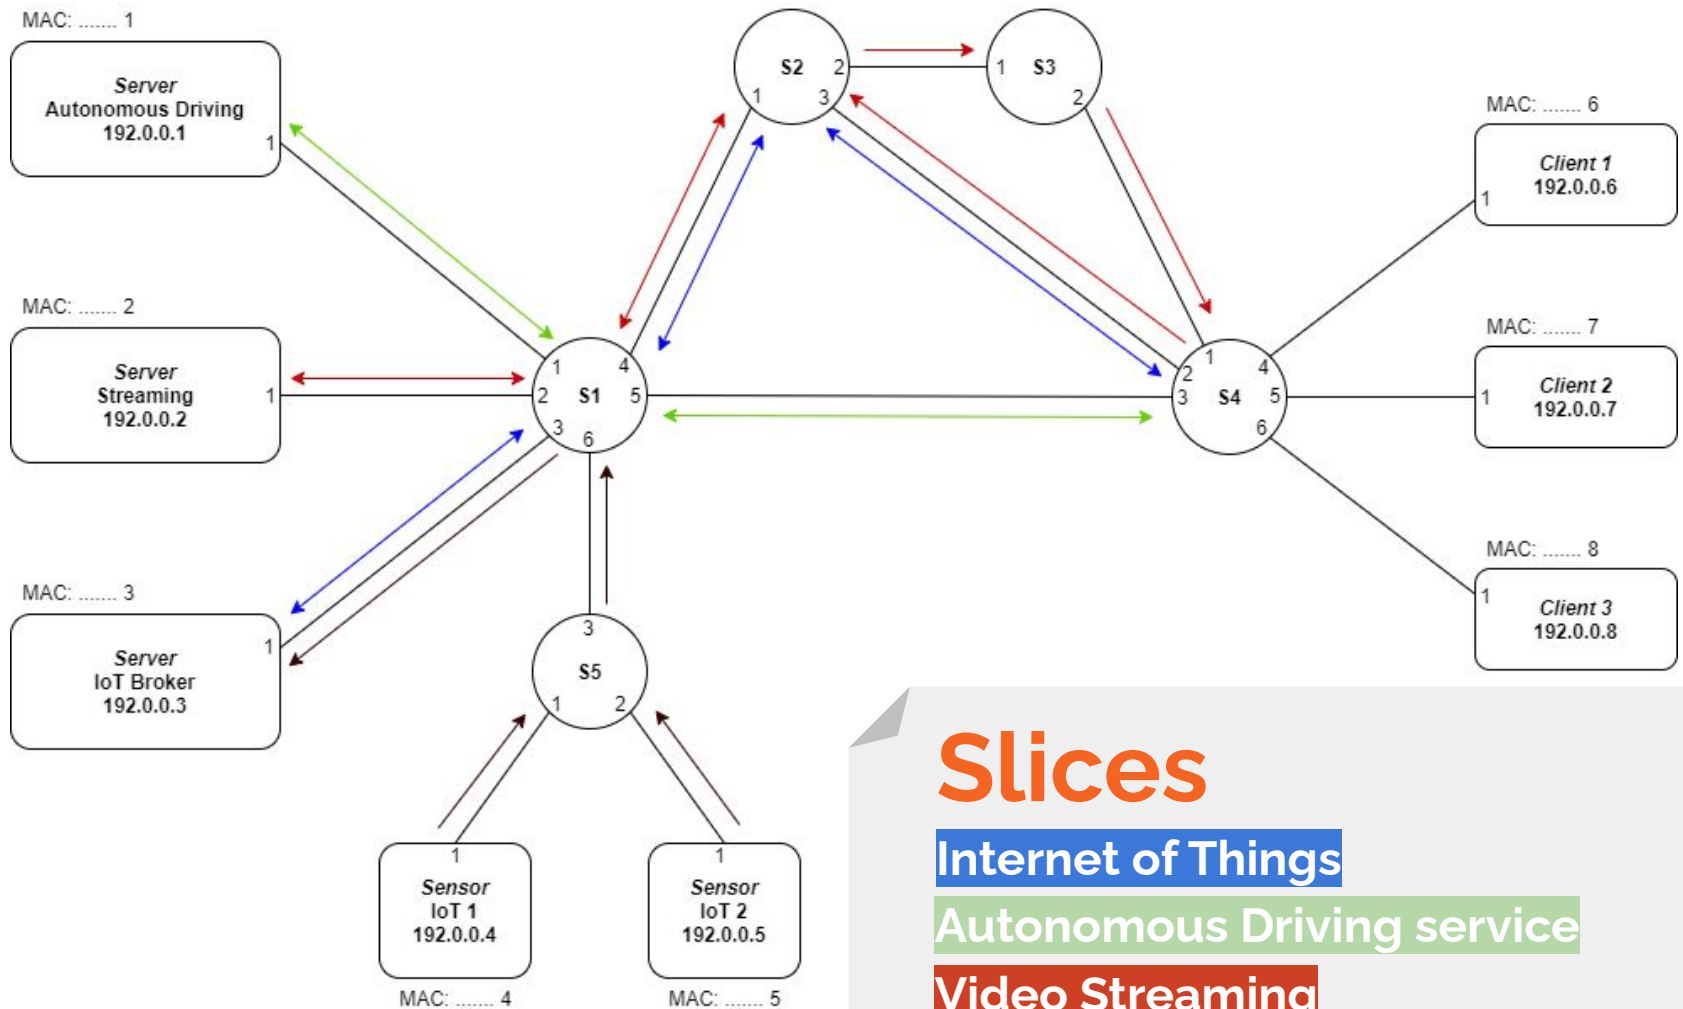 MAC: ....... 1
Server
Autonomous Driving
192.0.0.1
1
MAC: ....... 2
Server
Streaming
192.0.0.2
1
MAC: ....... 3
Server
IoT Broker
192.0.0.3
1
S2
1
2
3
S3
1
2
S1
1
2
3
4
5
6
S4
1
2
3
4
5
6
S5
1
2
3
1
Sensor
IoT 1
192.0.0.4
MAC: ....... 4
1
Sensor
IoT 2
192.0.0.5
MAC: ....... 5
MAC: ....... 6
Client 1
192.0.0.6
1
MAC: ....... 7
Client 2
192.0.0.7
1
MAC: ....... 8
Client 3
192.0.0.8
1
Slices
Internet of Things
Autonomous Driving service
Video Streaming